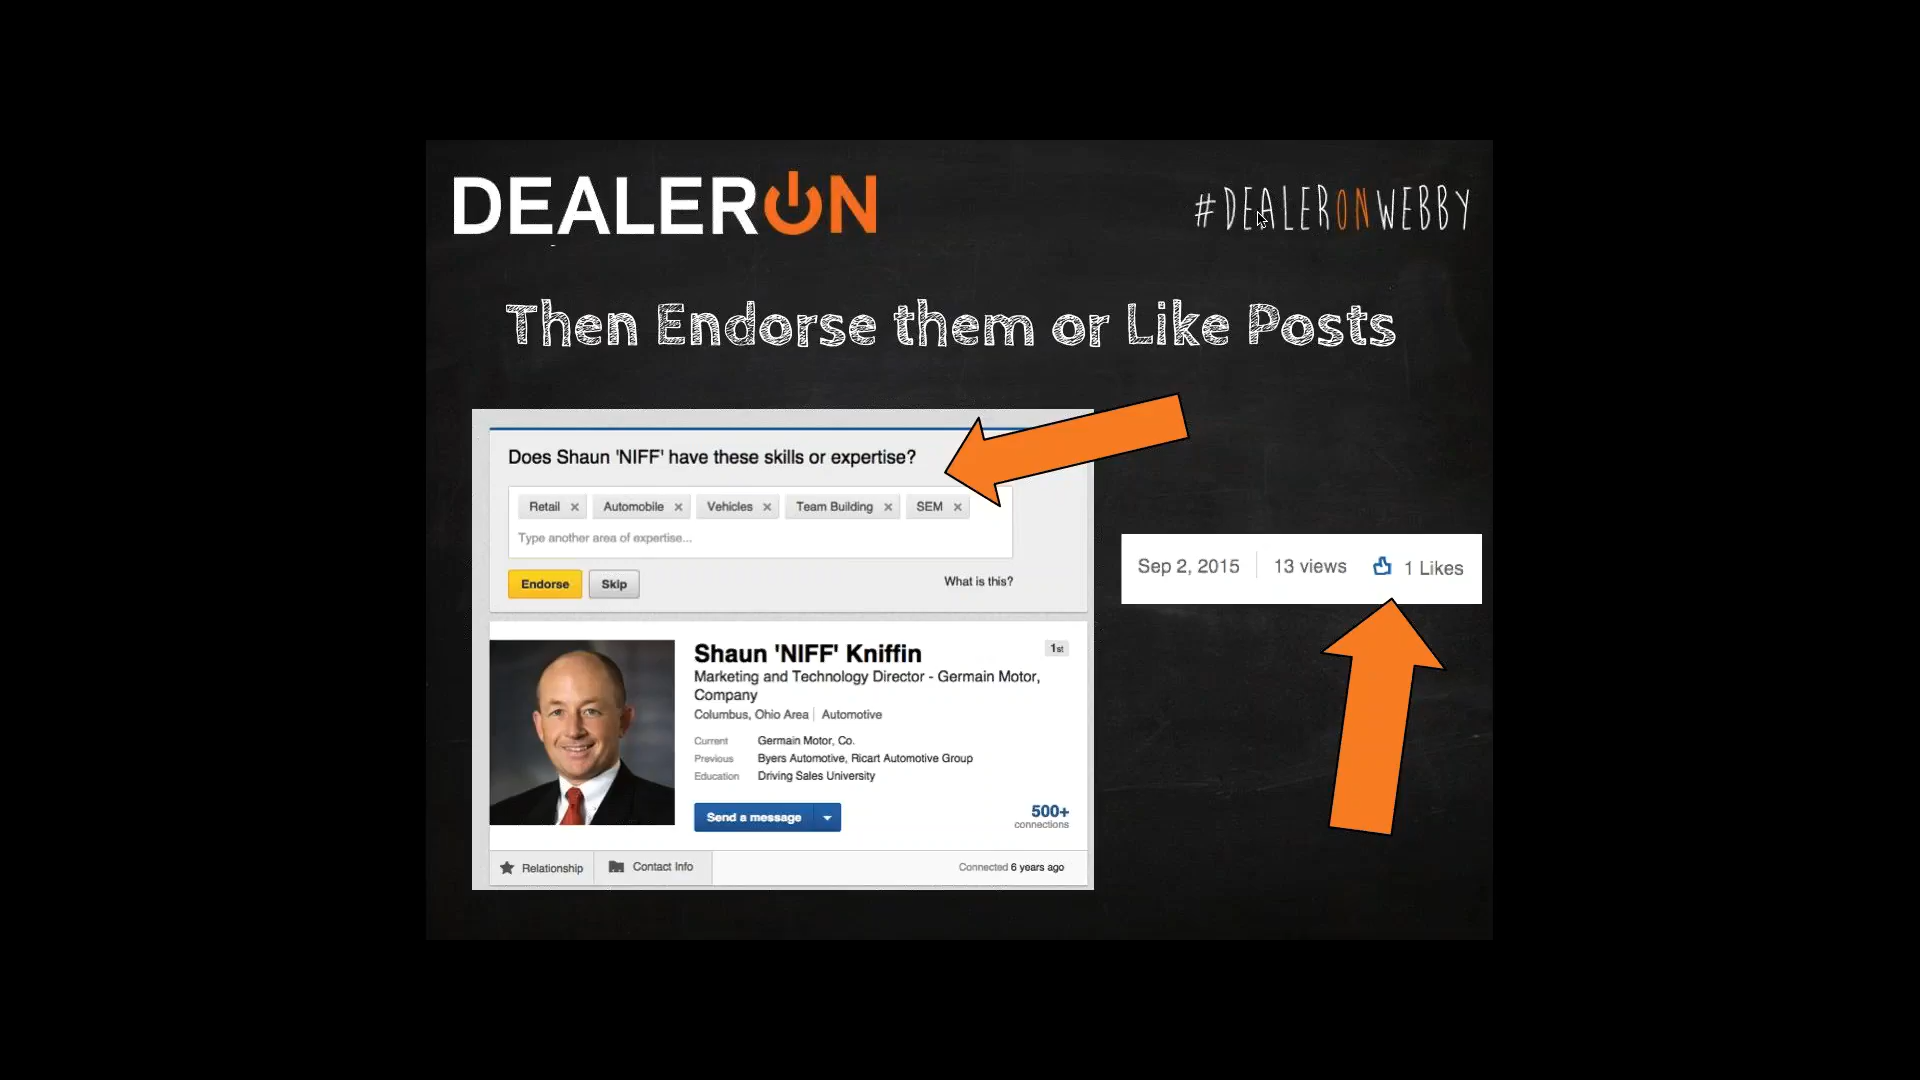 DEALERON
#DEALERONWEBBY
Then Endorse them or Like Posts
Does Shaun 'NIFF' have these skills or expertise?
Retail × Automobile × Vehicles × Team Building × SEM ×
Type another area of expertise...
Endorse Skip What is this?
Shaun 'NIFF' Kniffin 1st
Marketing and Technology Director - Germain Motor,
Company
Columbus, Ohio Area | Automotive
Current Germain Motor, Co.
Previous Byers Automotive, Ricart Automotive Group
Education Driving Sales University
Send a message 500+
connections
Relationship Contact Info Connected 6 years ago
Sep 2, 2015 13 views 1 Likes